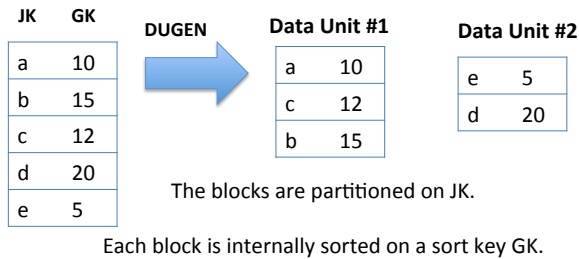 JK GK
a 10
b 15
c 12
d 20
e 5
DUGEN
Data Unit #1
a 10
c 12
b 15
Data Unit #2
e 5
d 20
The blocks are partitioned on JK.
Each block is internally sorted on a sort key GK.